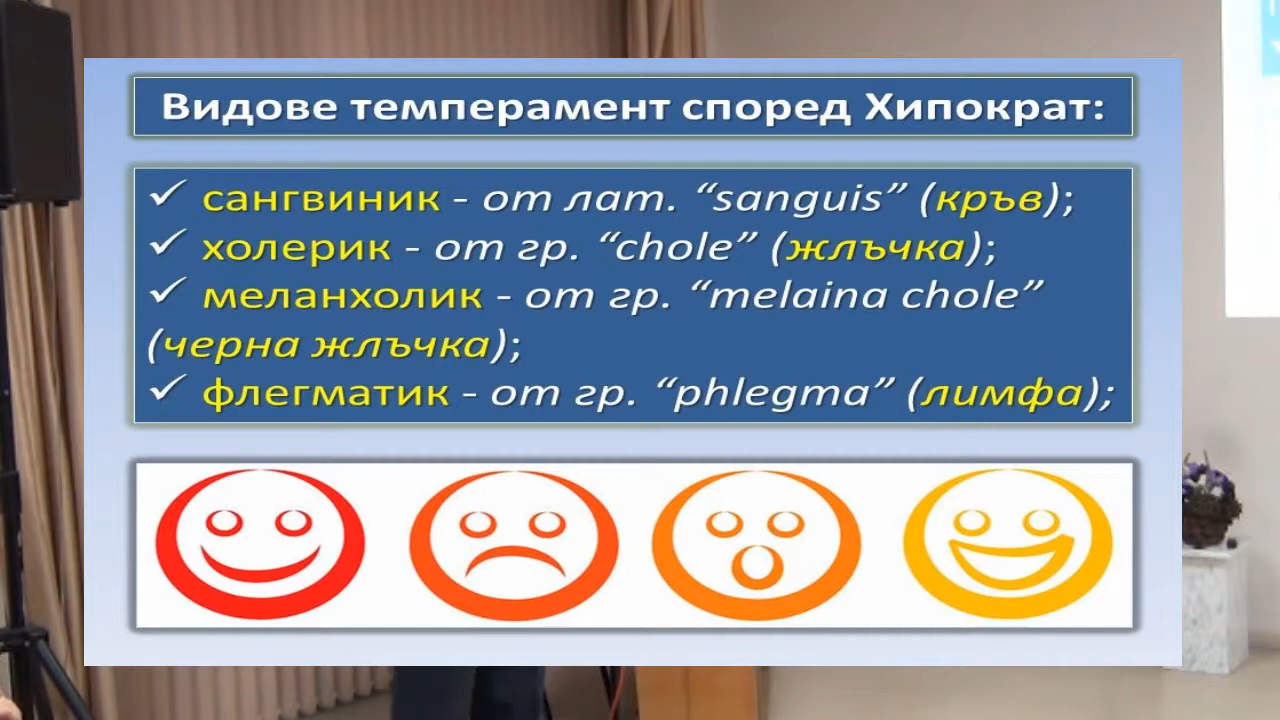 Видове темперамент според Хипократ:
✓ сангвиник - от лат. “sanguis” (кръв);
✓ холерик - от гр. “chole” (жлъчка);
✓ меланхолик - от гр. “melaina chole”
(черна жлъчка);
✓ флегматик - от гр. “phlegma” (лимфа);